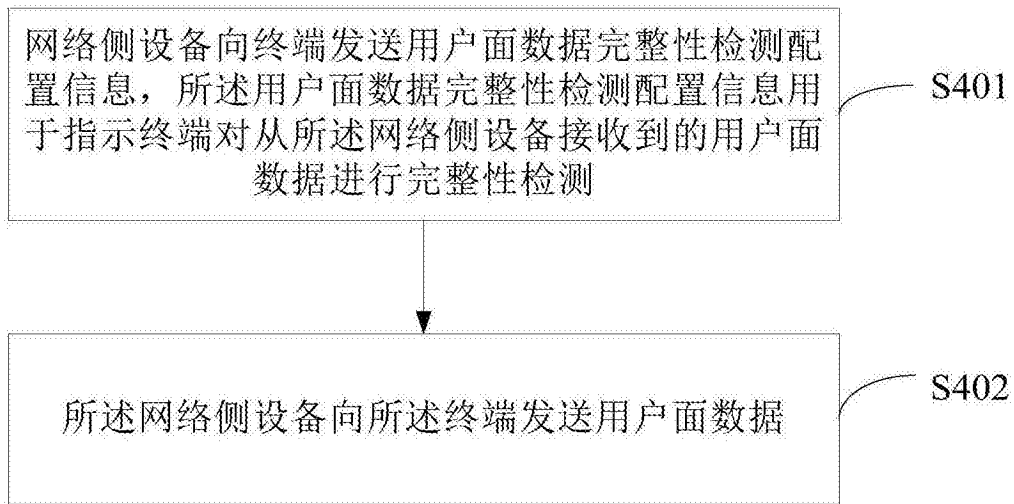 网络侧设备向终端发送用户面数据完整性检测配
置信息，所述用户面数据完整性检测配置信息用
于指示终端对从所述网络侧设备接收到的用户面
数据进行完整性检测
S401
所述网络侧设备向所述终端发送用户面数据
S402